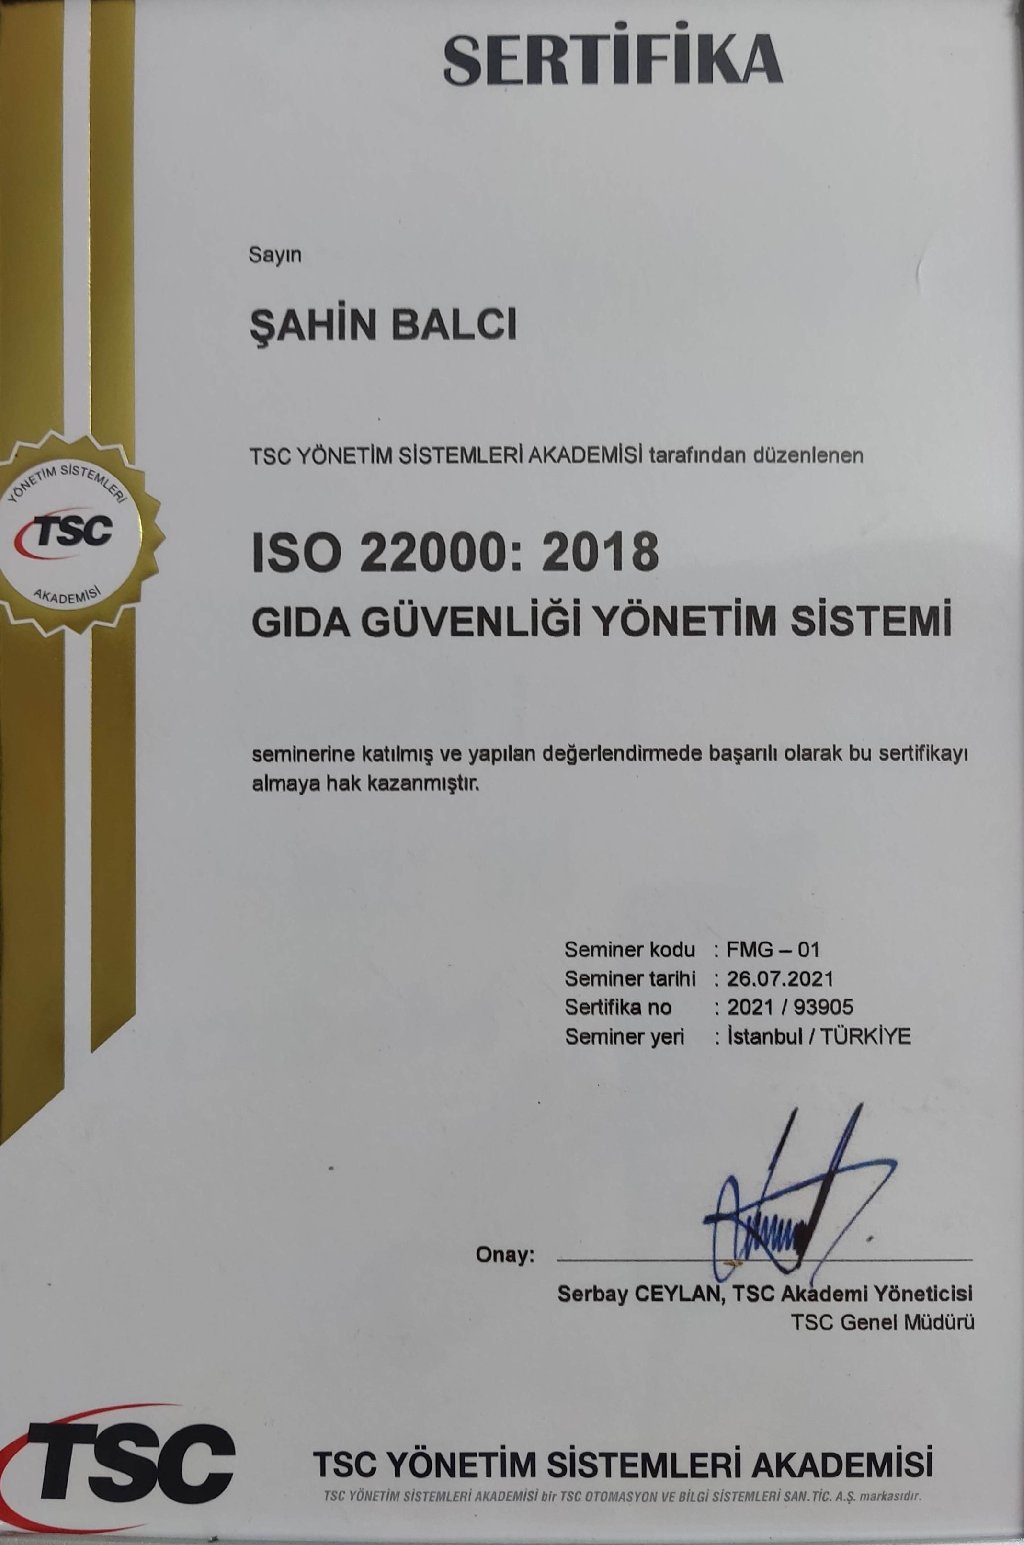 SERTİFİKA
Sayın
ŞAHİN BALCI
TSC YÖNETİM SİSTEMLERİ AKADEMİSİ tarafından düzenlenen
YÖNETİM SİSTEMLERİ
TSC
AKADEMİSİ
ISO 22000: 2018
GIDA GÜVENLİĞİ YÖNETİM SİSTEMİ
seminerine katılmış ve yapılan değerlendirmede başarılı olarak bu sertifikayı
almaya hak kazanmıştır.
Seminer kodu : FMG – 01
Seminer tarihi : 26.07.2021
Sertifika no : 2021 / 93905
Seminer yeri : İstanbul / TÜRKİYE
Onay:
Serbay CEYLAN, TSC Akademi Yöneticisi
TSC Genel Müdürü
TSC
TSC YÖNETİM SİSTEMLERİ AKADEMİSİ
TSC YÖNETİM SİSTEMLERİ AKADEMİSİ bir TSC OTOMASYON VE BİLGİ SİSTEMLERİ SAN. TİC. A.Ş. markasıdır.